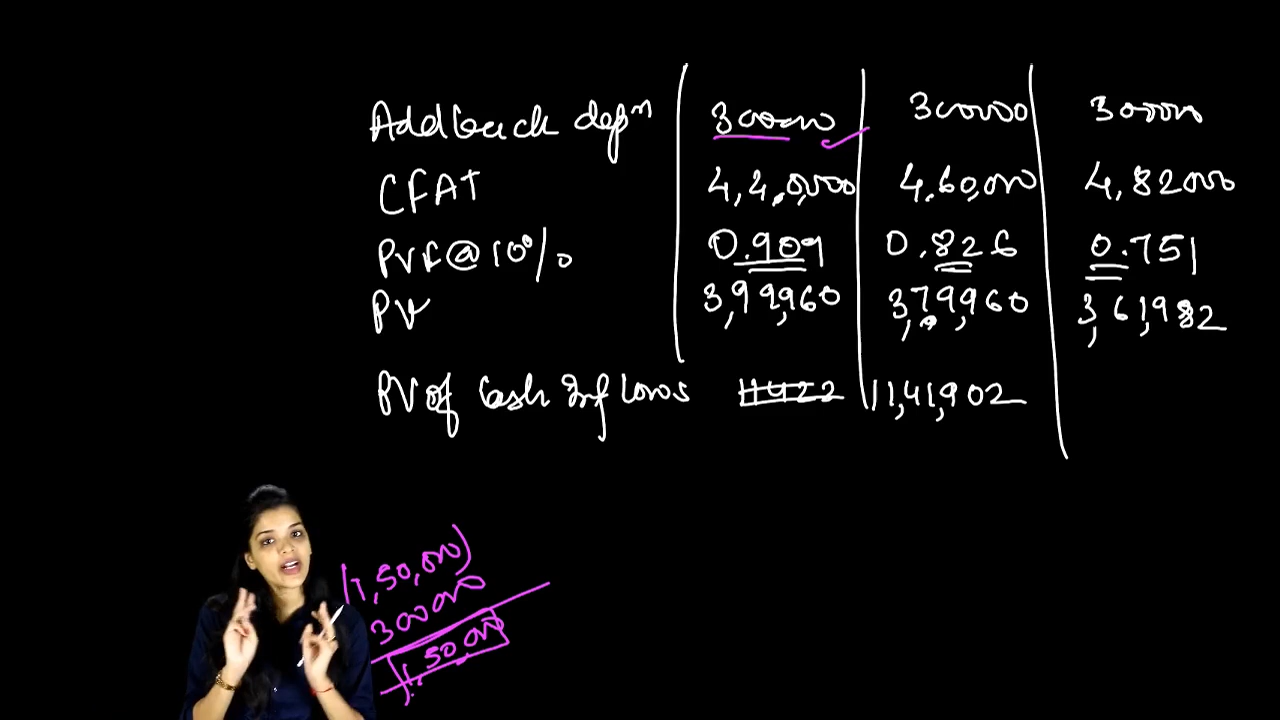 Add back depn 300000 300000 300000
CFAT 4,40,000 4,60,000 4,82000
PVF@10% 0.909 0.826 0.751
PV 3,99,960 3,79,960 3,61,982
PV of Cash Inflows 11,41,902
(1,50,000)
300000
1,50,000